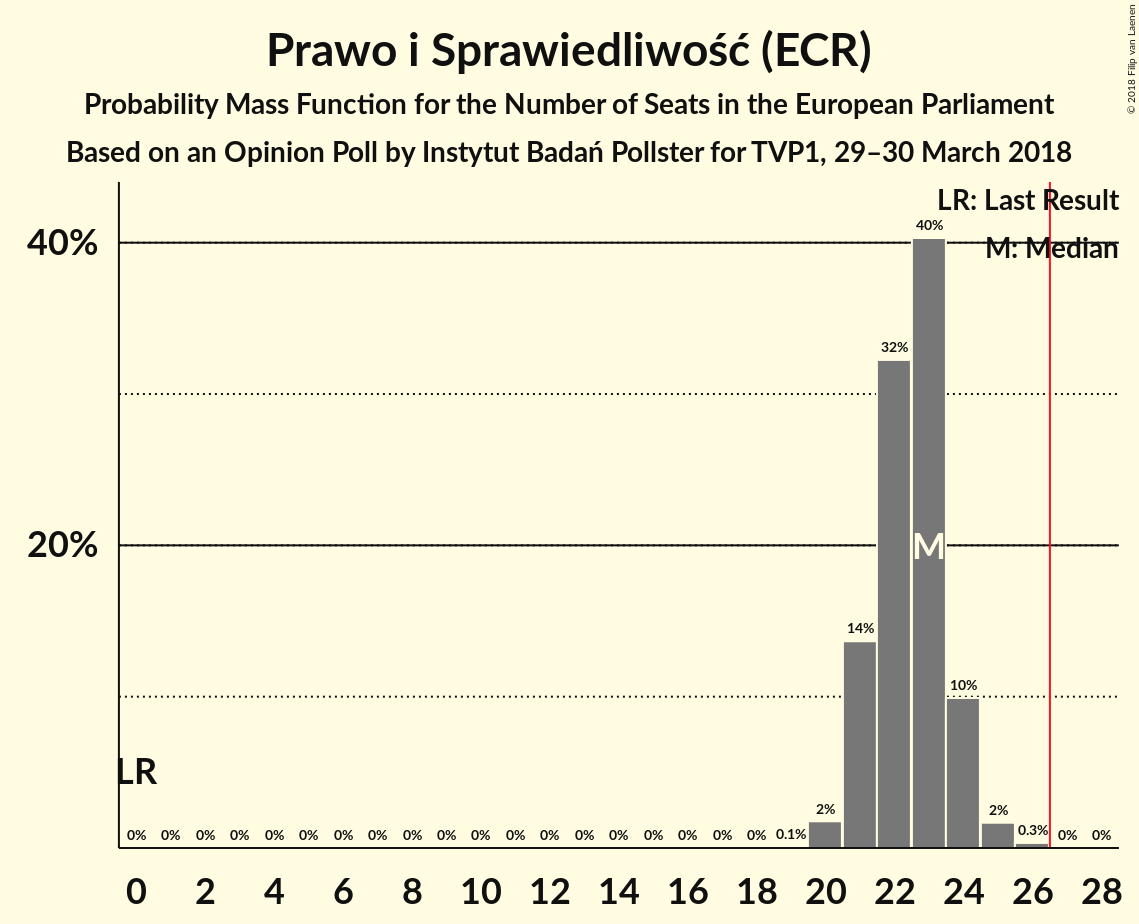 Prawo i Sprawiedliwość (ECR)
Probability Mass Function for the Number of Seats in the European Parliament
Based on an Opinion Poll by Instytut Badań Pollster for TVP1, 29–30 March 2018
© 2018 Filip van Laenen
LR: Last Result
M: Median
40%
20%
40%
32%
14%
10%
2%
2%
0.1%
0.3%
M
LR
0% 0% 0% 0% 0% 0% 0% 0% 0% 0% 0% 0% 0% 0% 0% 0% 0% 0% 0% 0% 0%
0 2 4 6 8 10 12 14 16 18 20 22 24 26 28